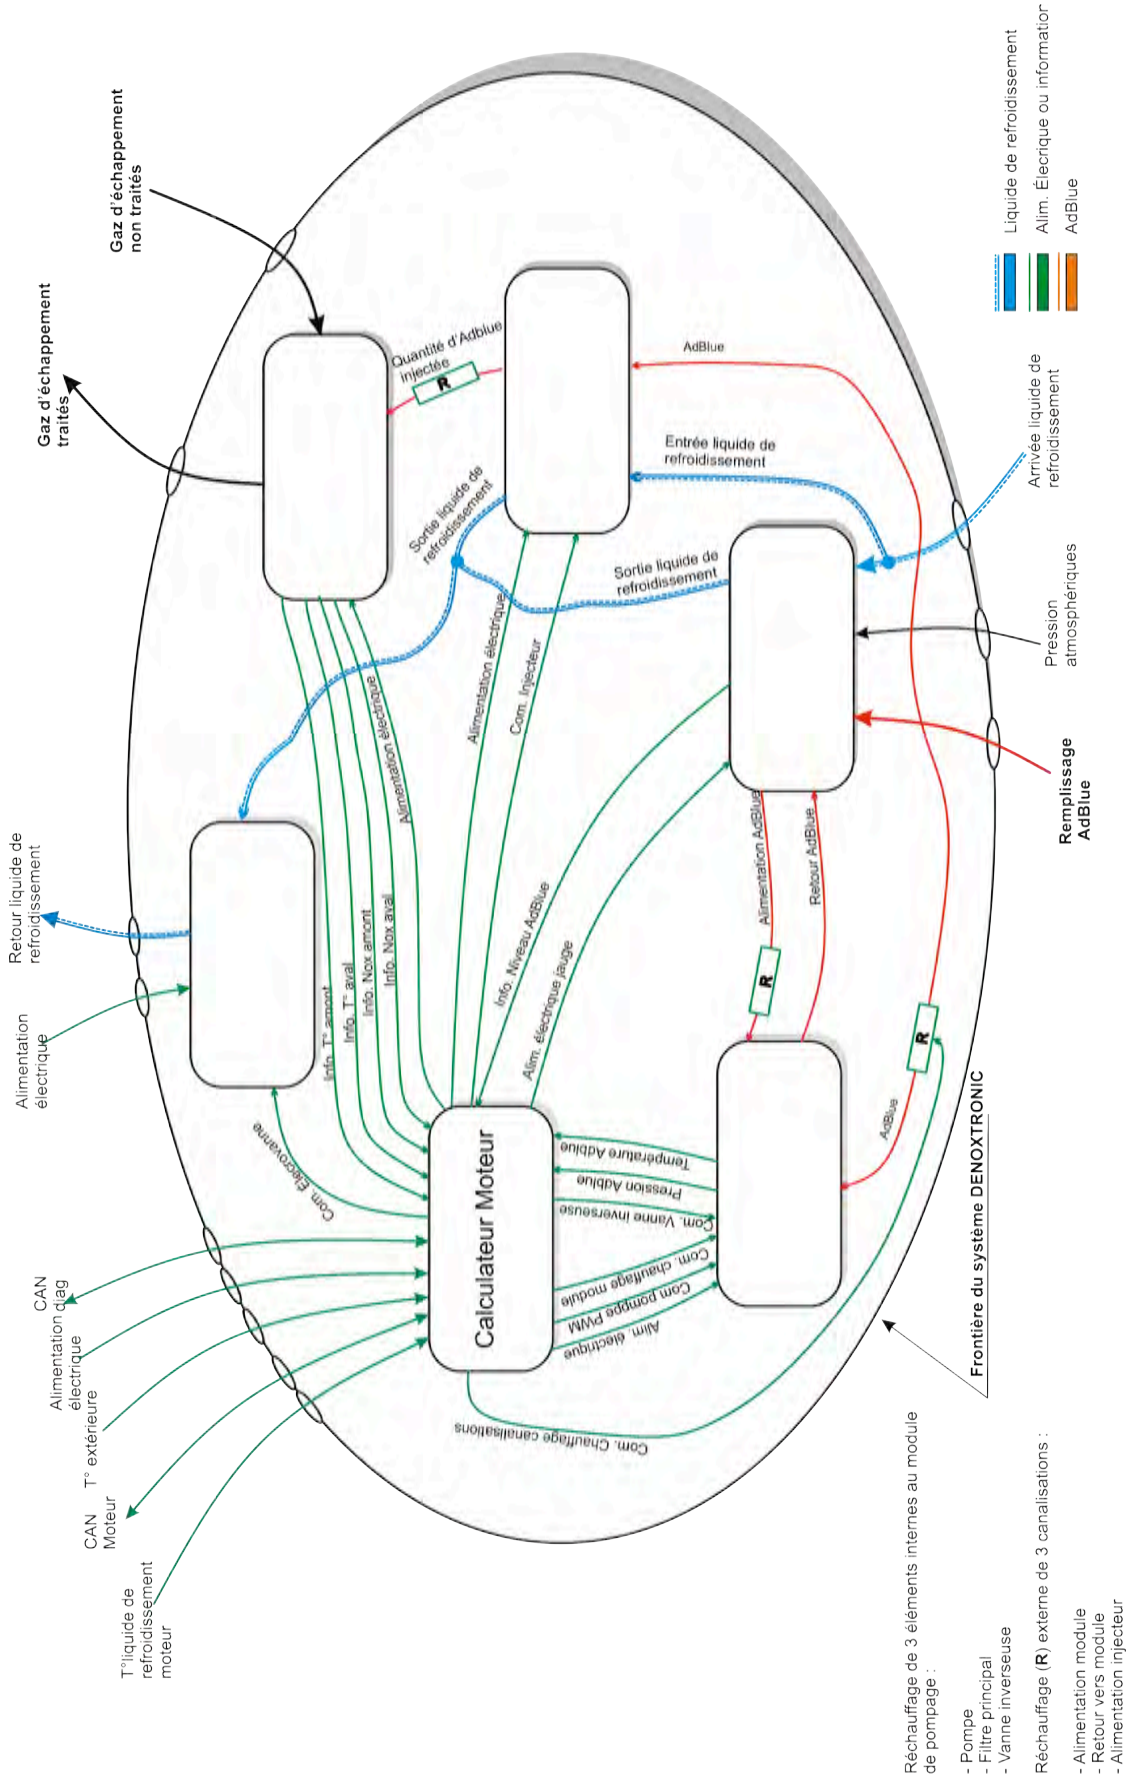 Gaz d'échappement
traités
Gaz d'échappement
non traités
Retour liquide de
refroidissement
Alimentation
électrique
CAN
diag
Alimentation
électrique
T° extérieure
CAN
Moteur
T°liquide de
refroidissement
moteur
Com. Elecrovanne
Info. T° amont
Info. T° aval
Info. Nox amont
Info. Nox aval
Alimentation électrique
Quantité d'Adblue
injectée
R
Sortie liquide de
refroidissement
Alimentation électrique
Com. Injecteur
Calculateur Moteur
Info. Niveau AdBlue
Alim. électrique jauge
Sortie liquide de
refroidissement
Entrée liquide de
refroidissement
AdBlue
Température Adblue
Pression Adblue
Com. Vanne inverseuse
Com. chauffage module
Com pomppe PWM
Alim. électrique
Com. Chauffage canalisations
Alimentation AdBlue
R
Retour AdBlue
AdBlue
R
Remplissage
AdBlue
Pression
atmosphériques
Arrivée liquide de
refroidissement
Liquide de refroidissement
Alim. Élecrique ou information
AdBlue
Frontière du système DENOXTRONIC
Réchauffage de 3 éléments internes au module
de pompage :
- Pompe
- Filtre principal
- Vanne inverseuse
Réchauffage (R) externe de 3 canalisations :
- Alimentation module
- Retour vers module
- Alimentation injecteur